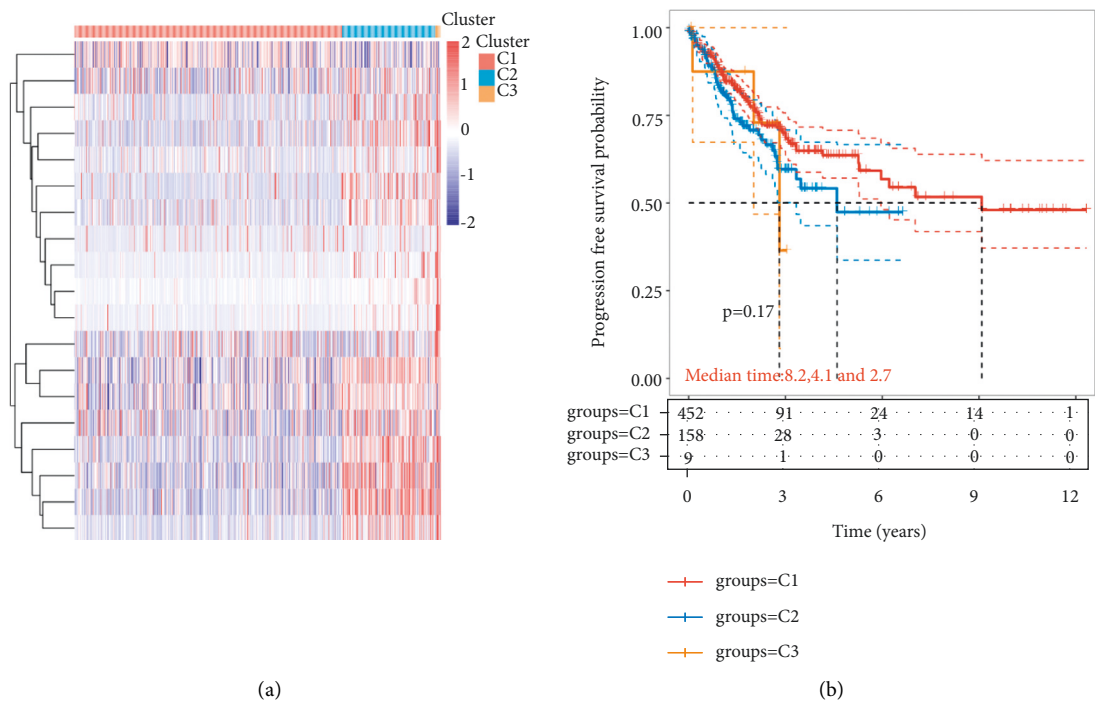 Cluster
Cluster
C1
C2
C3
2
1
0
-1
-2
(a)
Progression free survival probability
1.00
0.75
0.50
0.25
0.00
p=0.17
Median time:8.2,4.1 and 2.7
groups=C1 452 91 24 14 1
groups=C2 158 28 3 0 0
groups=C3 9 1 0 0 0
0 3 6 9 12
Time (years)
groups=C1
groups=C2
groups=C3
(b)